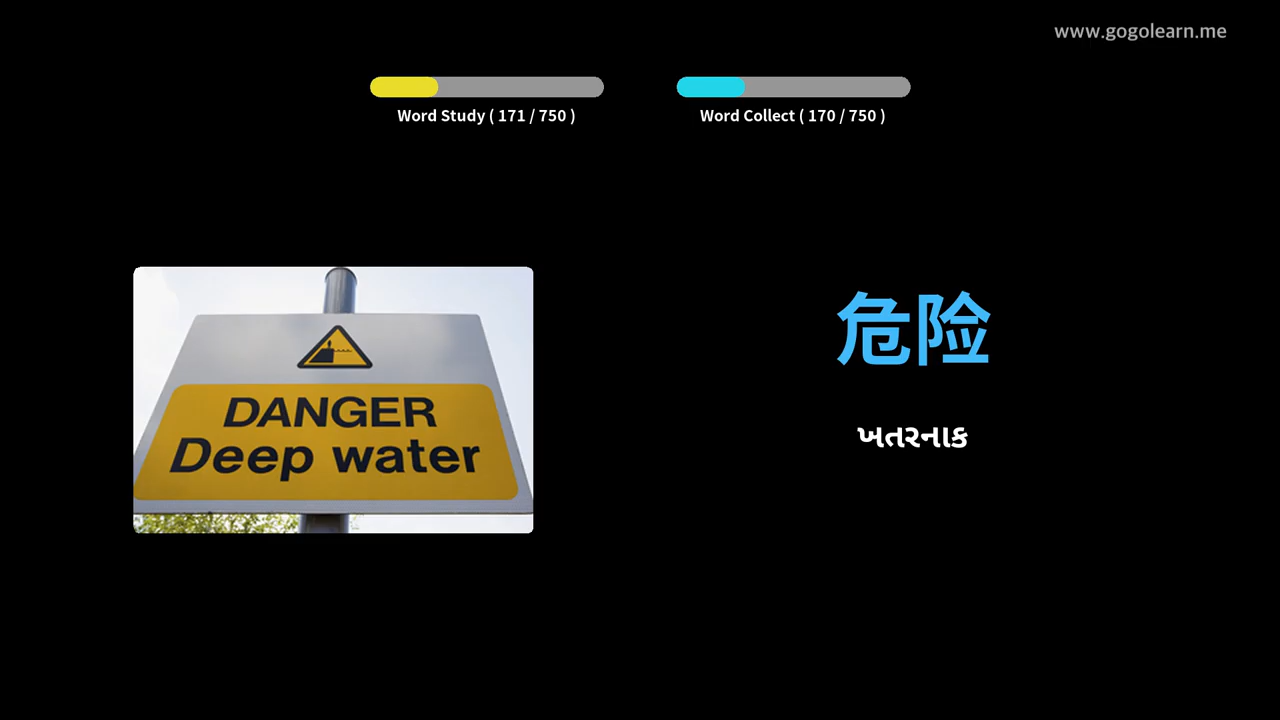 www.gogolearn.me
Word Study ( 171 / 750 )
Word Collect ( 170 / 750 )
DANGER
Deep water
危险
ખતરનાક